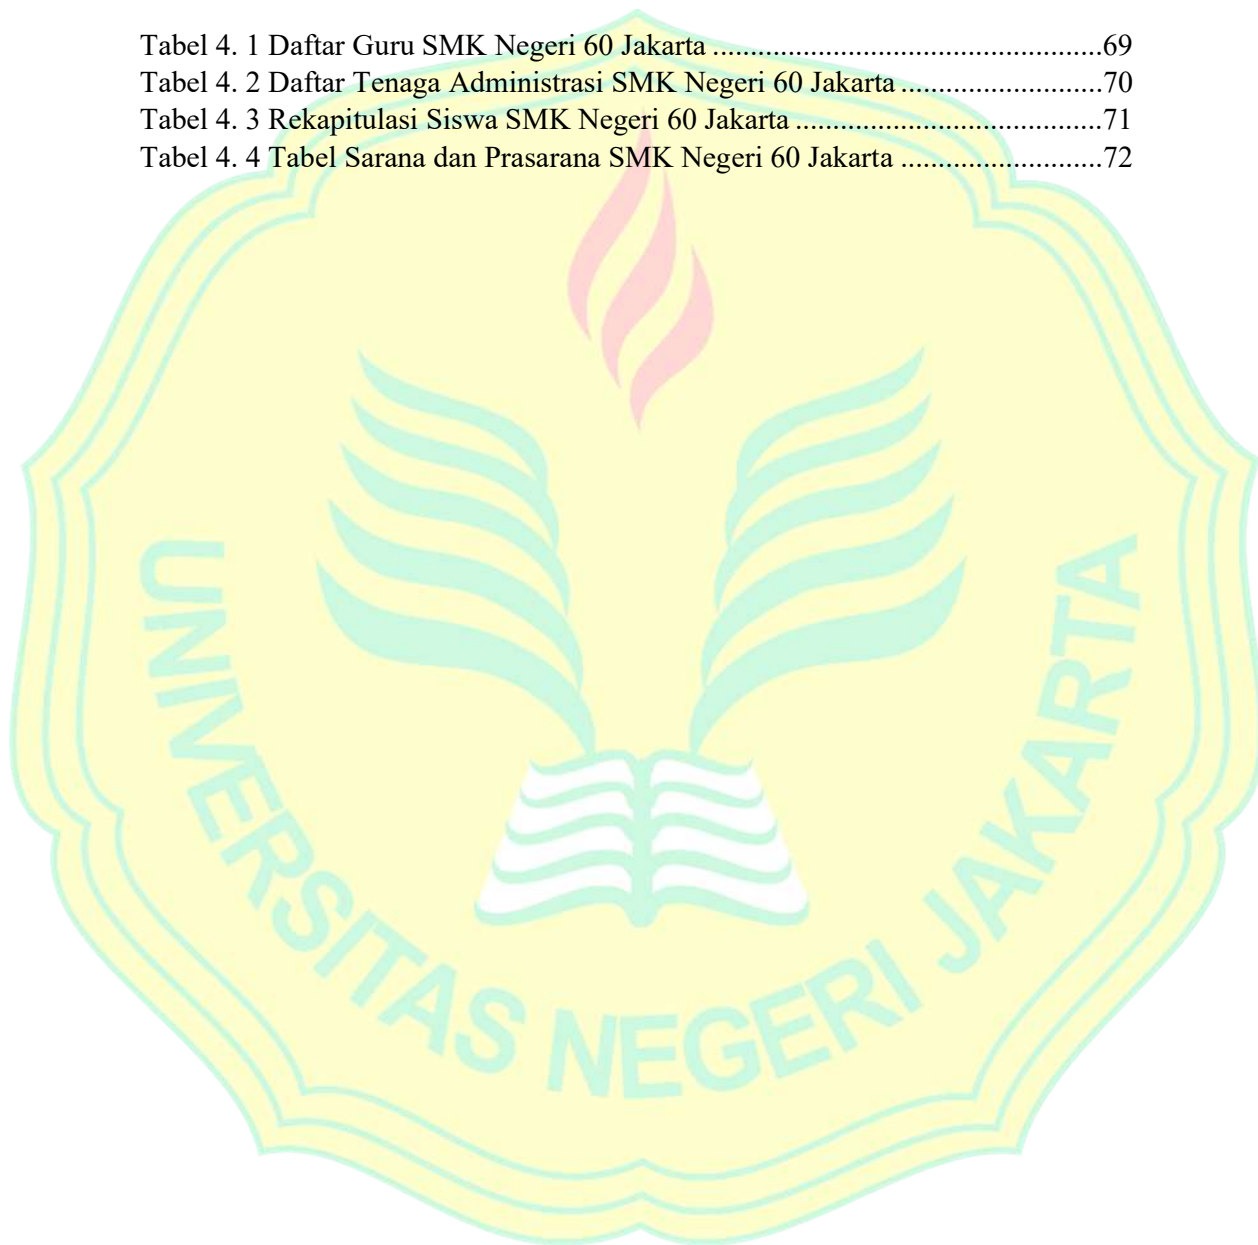 Tabel 4. 1 Daftar Guru SMK Negeri 60 Jakarta ....................................................69
Tabel 4. 2 Daftar Tenaga Administrasi SMK Negeri 60 Jakarta ...........................70
Tabel 4. 3 Rekapitulasi Siswa SMK Negeri 60 Jakarta .........................................71
Tabel 4. 4 Tabel Sarana dan Prasarana SMK Negeri 60 Jakarta ...........................72
UNIVERSITAS NEGERI JAKARTA